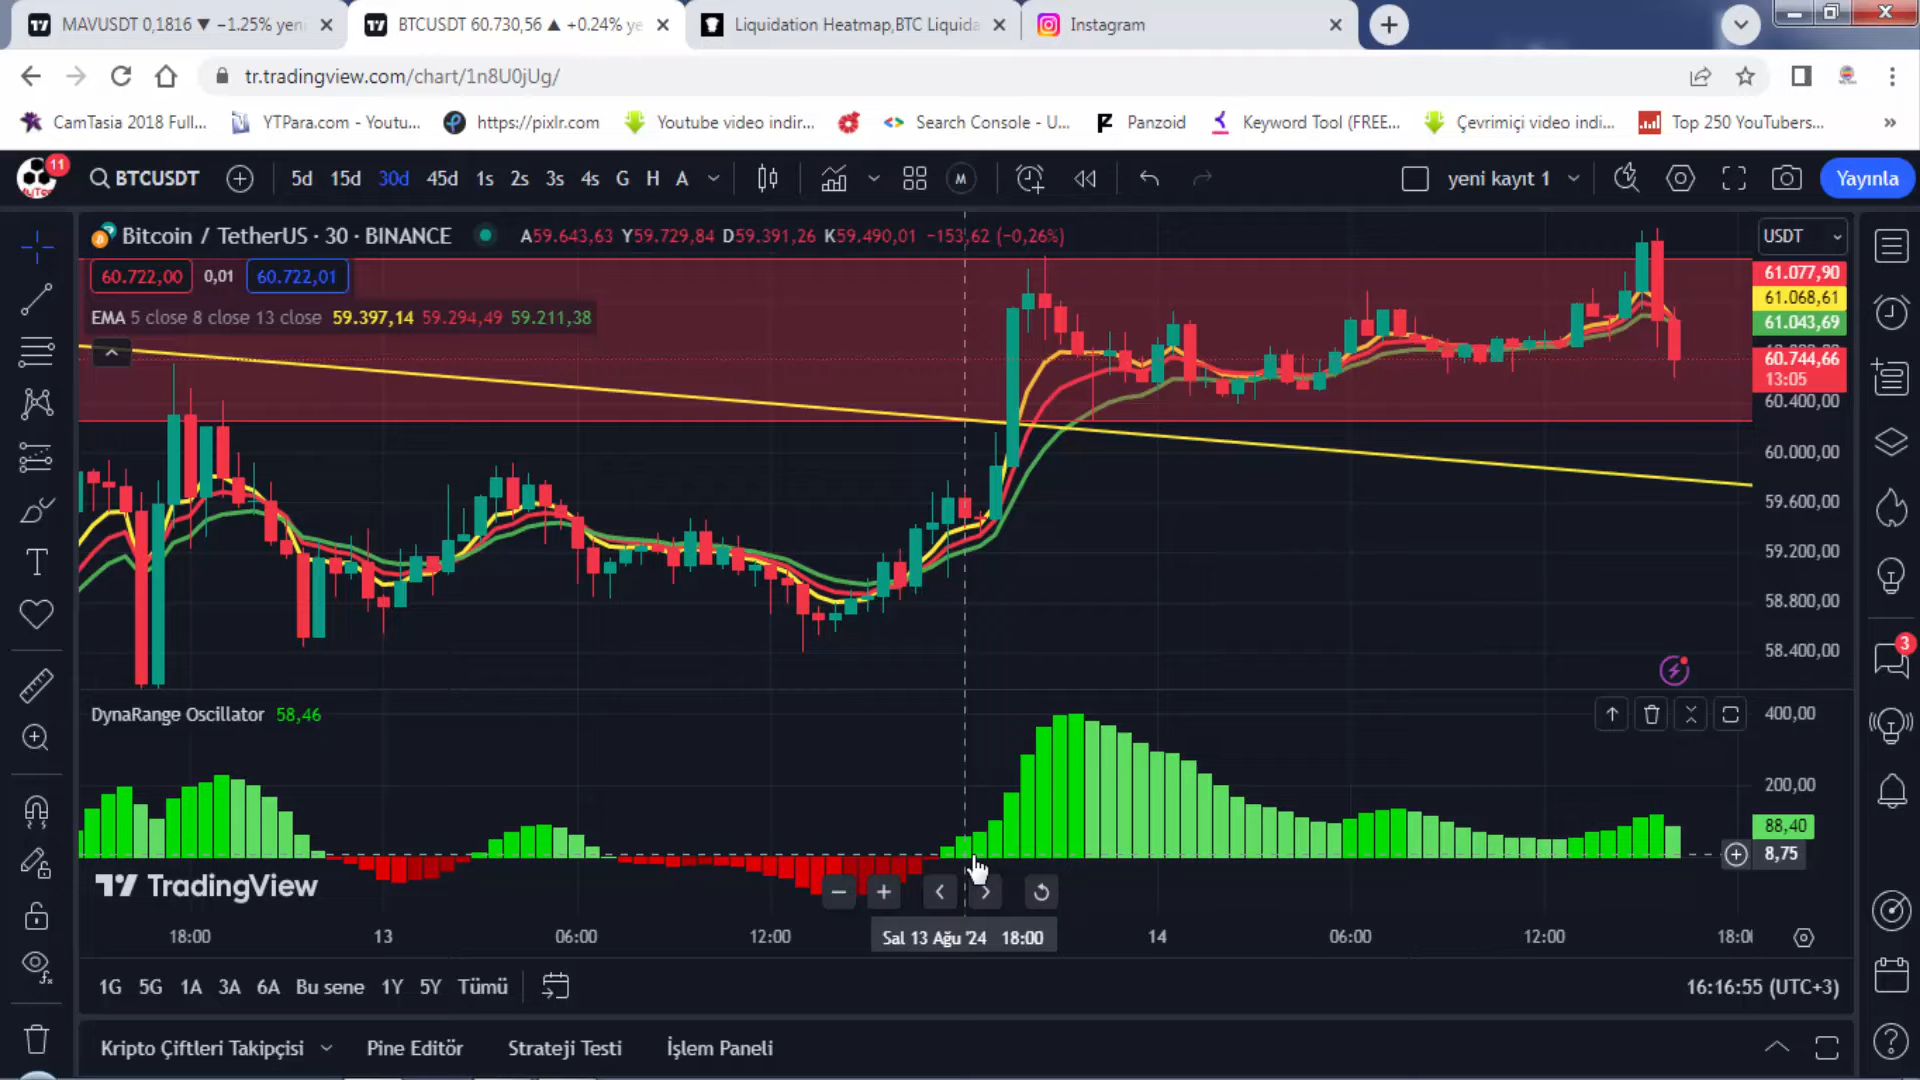 MAVUSDT 0,1816 ▼ −1.25% yeni
BTCUSDT 60.730,56 ▲ +0.24% ye
Liquidation Heatmap,BTC Liquida
Instagram
tr.tradingview.com/chart/1n8U0jUg/
CamTasia 2018 Full...
YTPara.com - Youtu...
https://pixlr.com
Youtube video indir...
Search Console - U...
Panzoid
Keyword Tool (FREE...
Çevrimiçi video indi...
Top 250 YouTubers...
»
11
BTCUSDT
5d 15d 30d 45d 1s 2s 3s 4s G H A
M
yeni kayıt 1
Yayınla
Bitcoin / TetherUS · 30 · BINANCE
A59.643,63 Y59.729,84 D59.391,26 K59.490,01 −153,62 (−0,26%)
USDT
60.722,00 0,01 60.722,01
EMA 5 close 8 close 13 close 59.397,14 59.294,49 59.211,38
61.077,90
61.068,61
61.043,69
60.744,66
13:05
60.400,00
60.000,00
59.600,00
59.200,00
58.800,00
58.400,00
3
DynaRange Oscillator 58,46
400,00
200,00
88,40
8,75
TradingView
18:00 13 06:00 12:00 Sal 13 Ağu '24 18:00 14 06:00 12:00 18:0
1G 5G 1A 3A 6A Bu sene 1Y 5Y Tümü
16:16:55 (UTC+3)
Kripto Çiftleri Takipçisi Pine Editör Strateji Testi İşlem Paneli